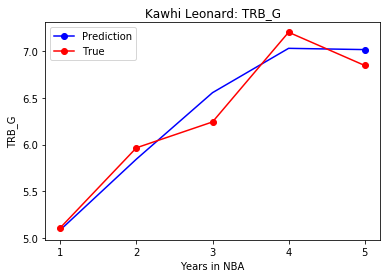 Kawhi Leonard: TRB_G
Prediction
True
TRB_G
7.0
6.5
6.0
5.5
5.0
1 2 3 4 5
Years in NBA